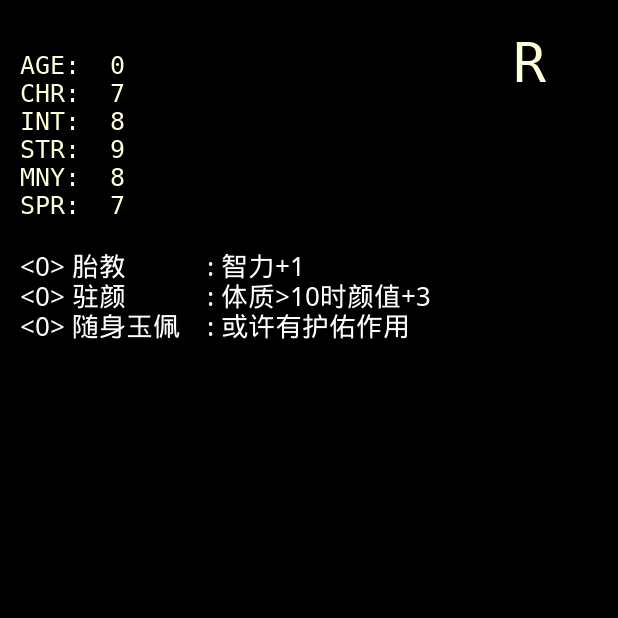 R
AGE: 0
CHR: 7
INT: 8
STR: 9
MNY: 8
SPR: 7
<0> 胎教 : 智力+1
<0> 驻颜 : 体质>10时颜值+3
<0> 随身玉佩 : 或许有护佑作用